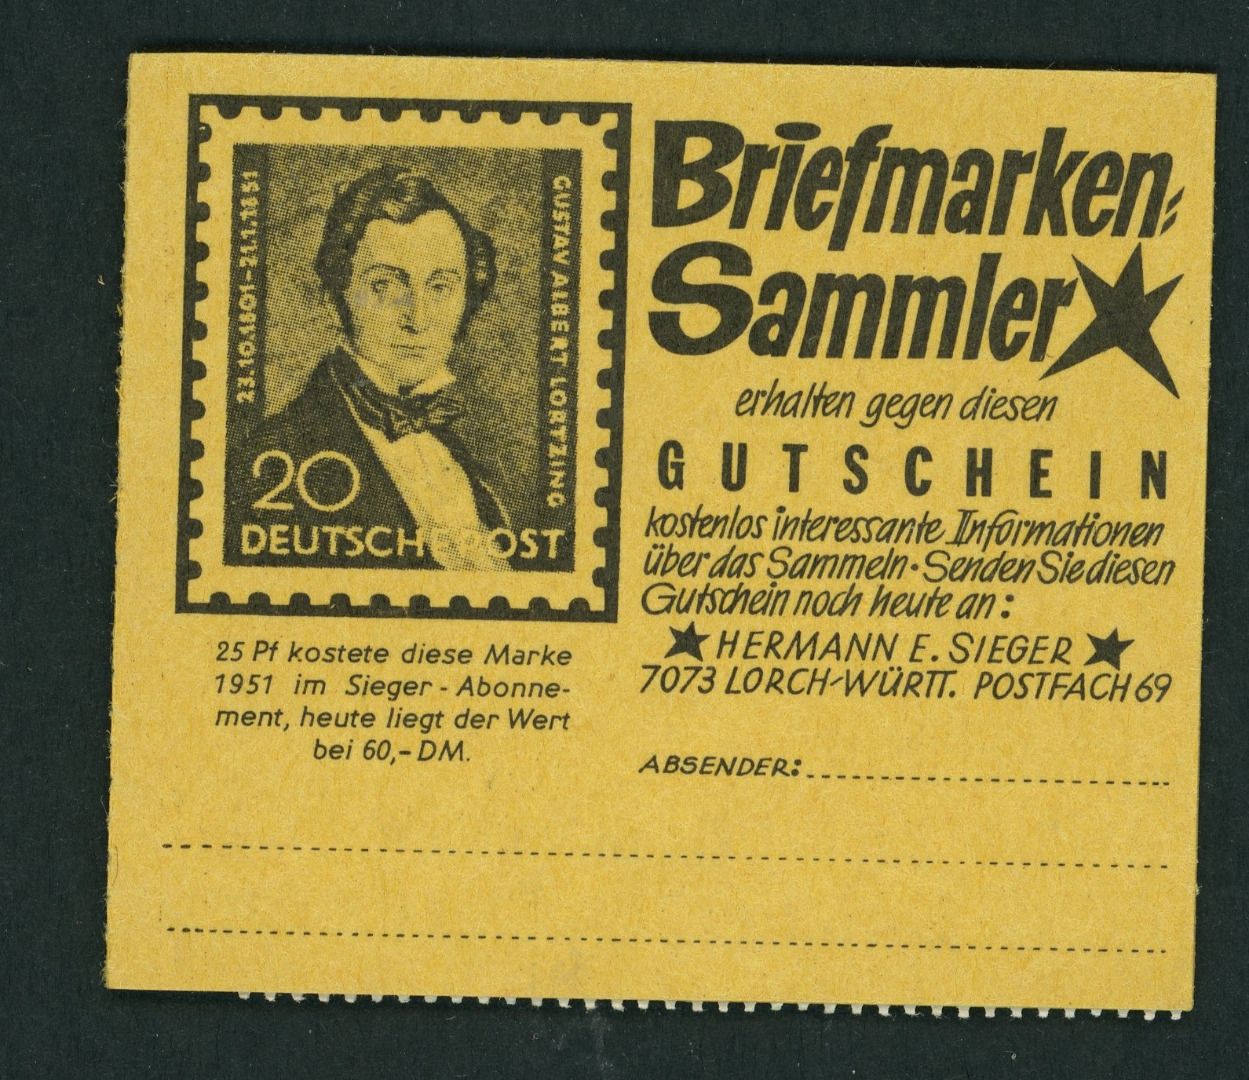 23.10.1801-21.1.1851
GUSTAV ALBERT LORTZING
20
DEUTSCHE POST
25 Pf kostete diese Marke
1951 im Sieger - Abonne-
ment, heute liegt der Wert
bei 60,- DM.
Briefmarken-
Sammler
erhalten gegen diesen
GUTSCHEIN
kostenlos interessante Informationen
über das Sammeln · Senden Sie diesen
Gutschein noch heute an:
HERMANN E. SIEGER
7073 LORCH-WÜRTT. POSTFACH 69
ABSENDER: